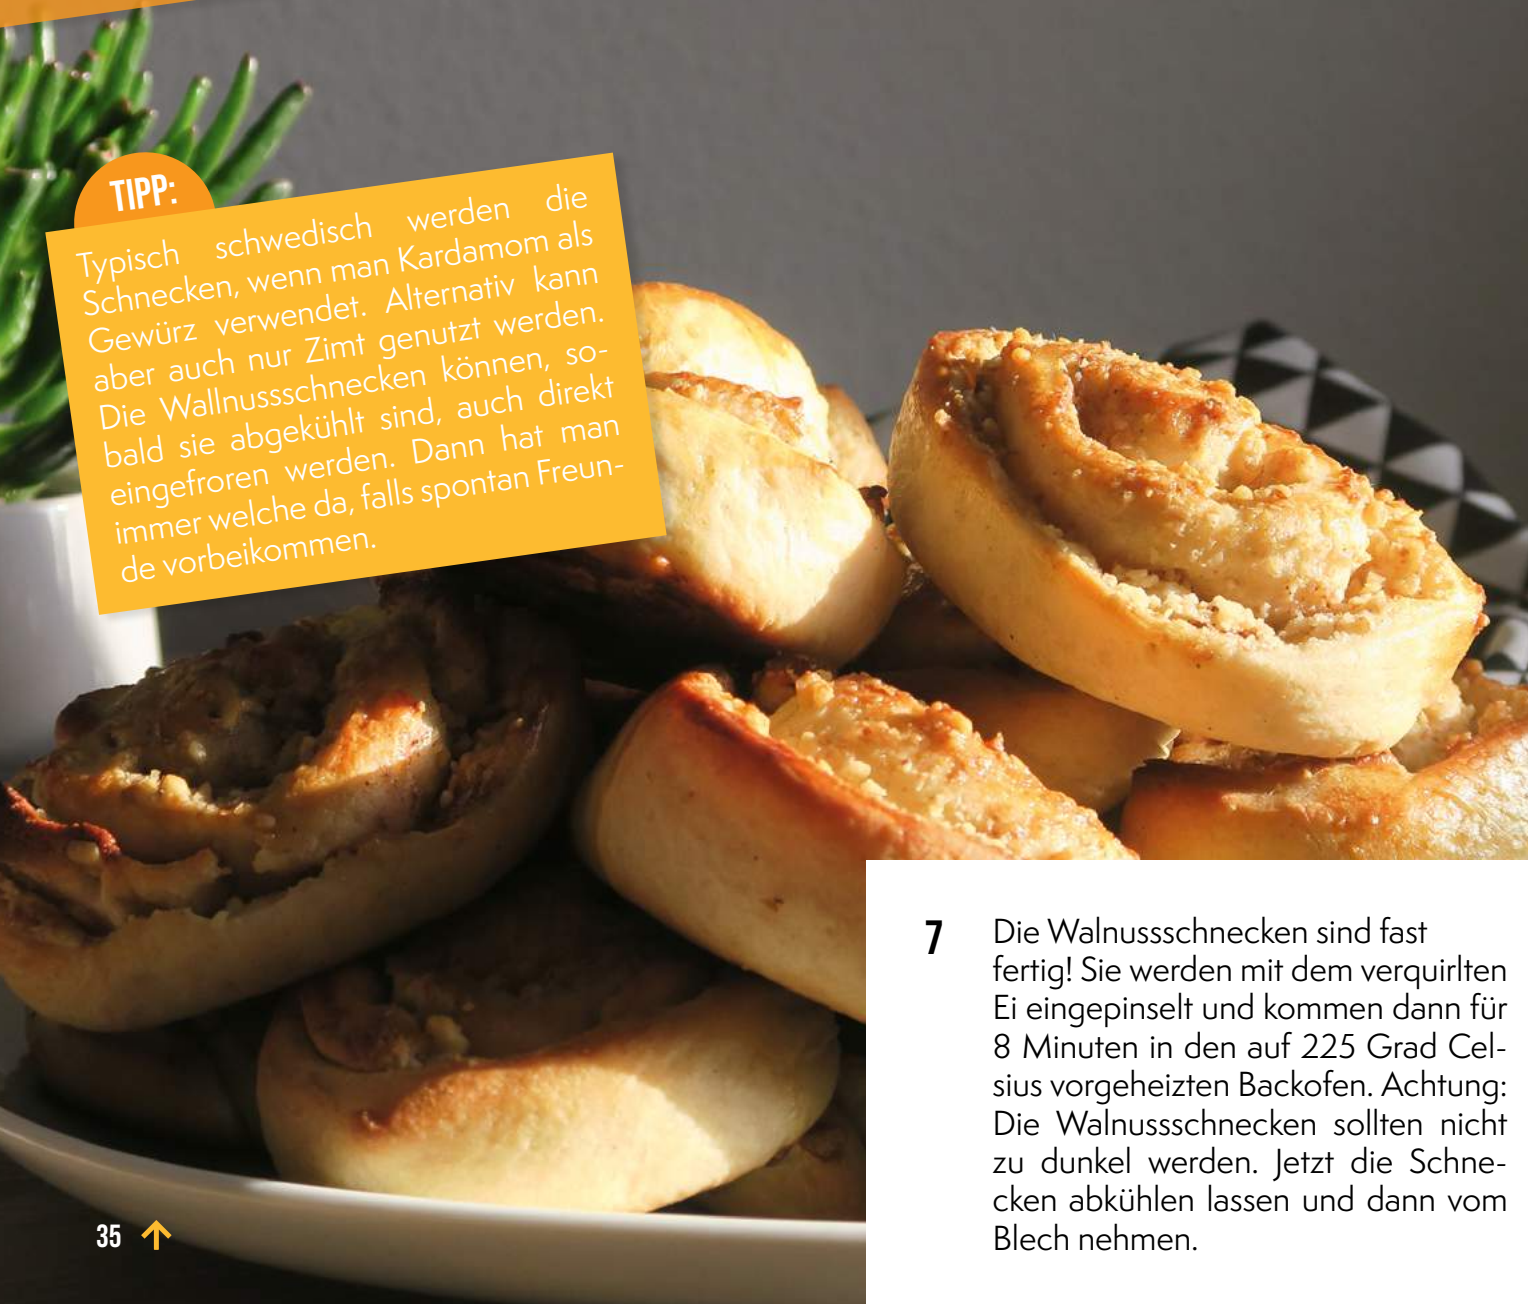 TIPP:
Typisch schwedisch werden die
Schnecken, wenn man Kardamom als
Gewürz verwendet. Alternativ kann
aber auch nur Zimt genutzt werden.
Die Wallnussschnecken können, so-
bald sie abgekühlt sind, auch direkt
eingefroren werden. Dann hat man
immer welche da, falls spontan Freun-
de vorbeikommen.
7 Die Walnussschnecken sind fast
fertig! Sie werden mit dem verquirlten
Ei eingepinselt und kommen dann für
8 Minuten in den auf 225 Grad Cel-
sius vorgeheizten Backofen. Achtung:
Die Walnussschnecken sollten nicht
zu dunkel werden. Jetzt die Schne-
cken abkühlen lassen und dann vom
Blech nehmen.
35